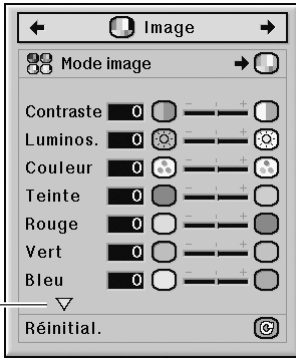 Image
Mode image
Contraste 0
Luminos. 0
Couleur 0
Teinte 0
Rouge 0
Vert 0
Bleu 0
Réinitial.